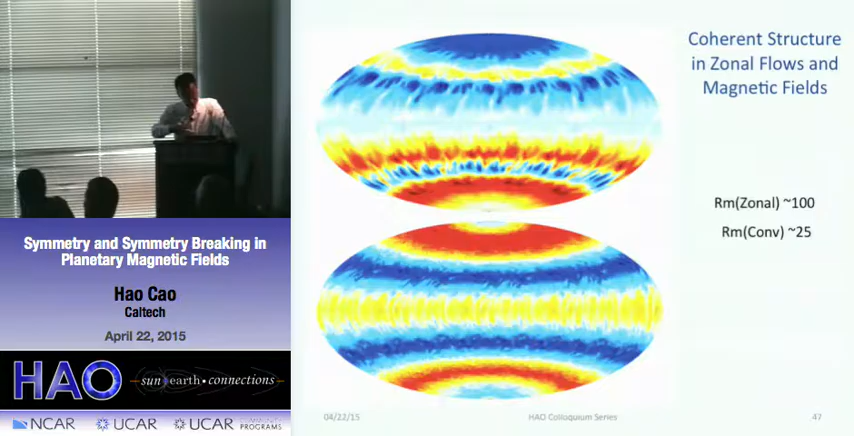 Coherent Structure
in Zonal Flows and
Magnetic Fields
Rm(Zonal) ~100
Rm(Conv) ~25
Symmetry and Symmetry Breaking in
Planetary Magnetic Fields
Hao Cao
Caltech
April 22, 2015
HAO
sun earth • connections
NCAR
UCAR
UCAR
PROGRAMS
04/22/15
HAO Colloquium Series
47